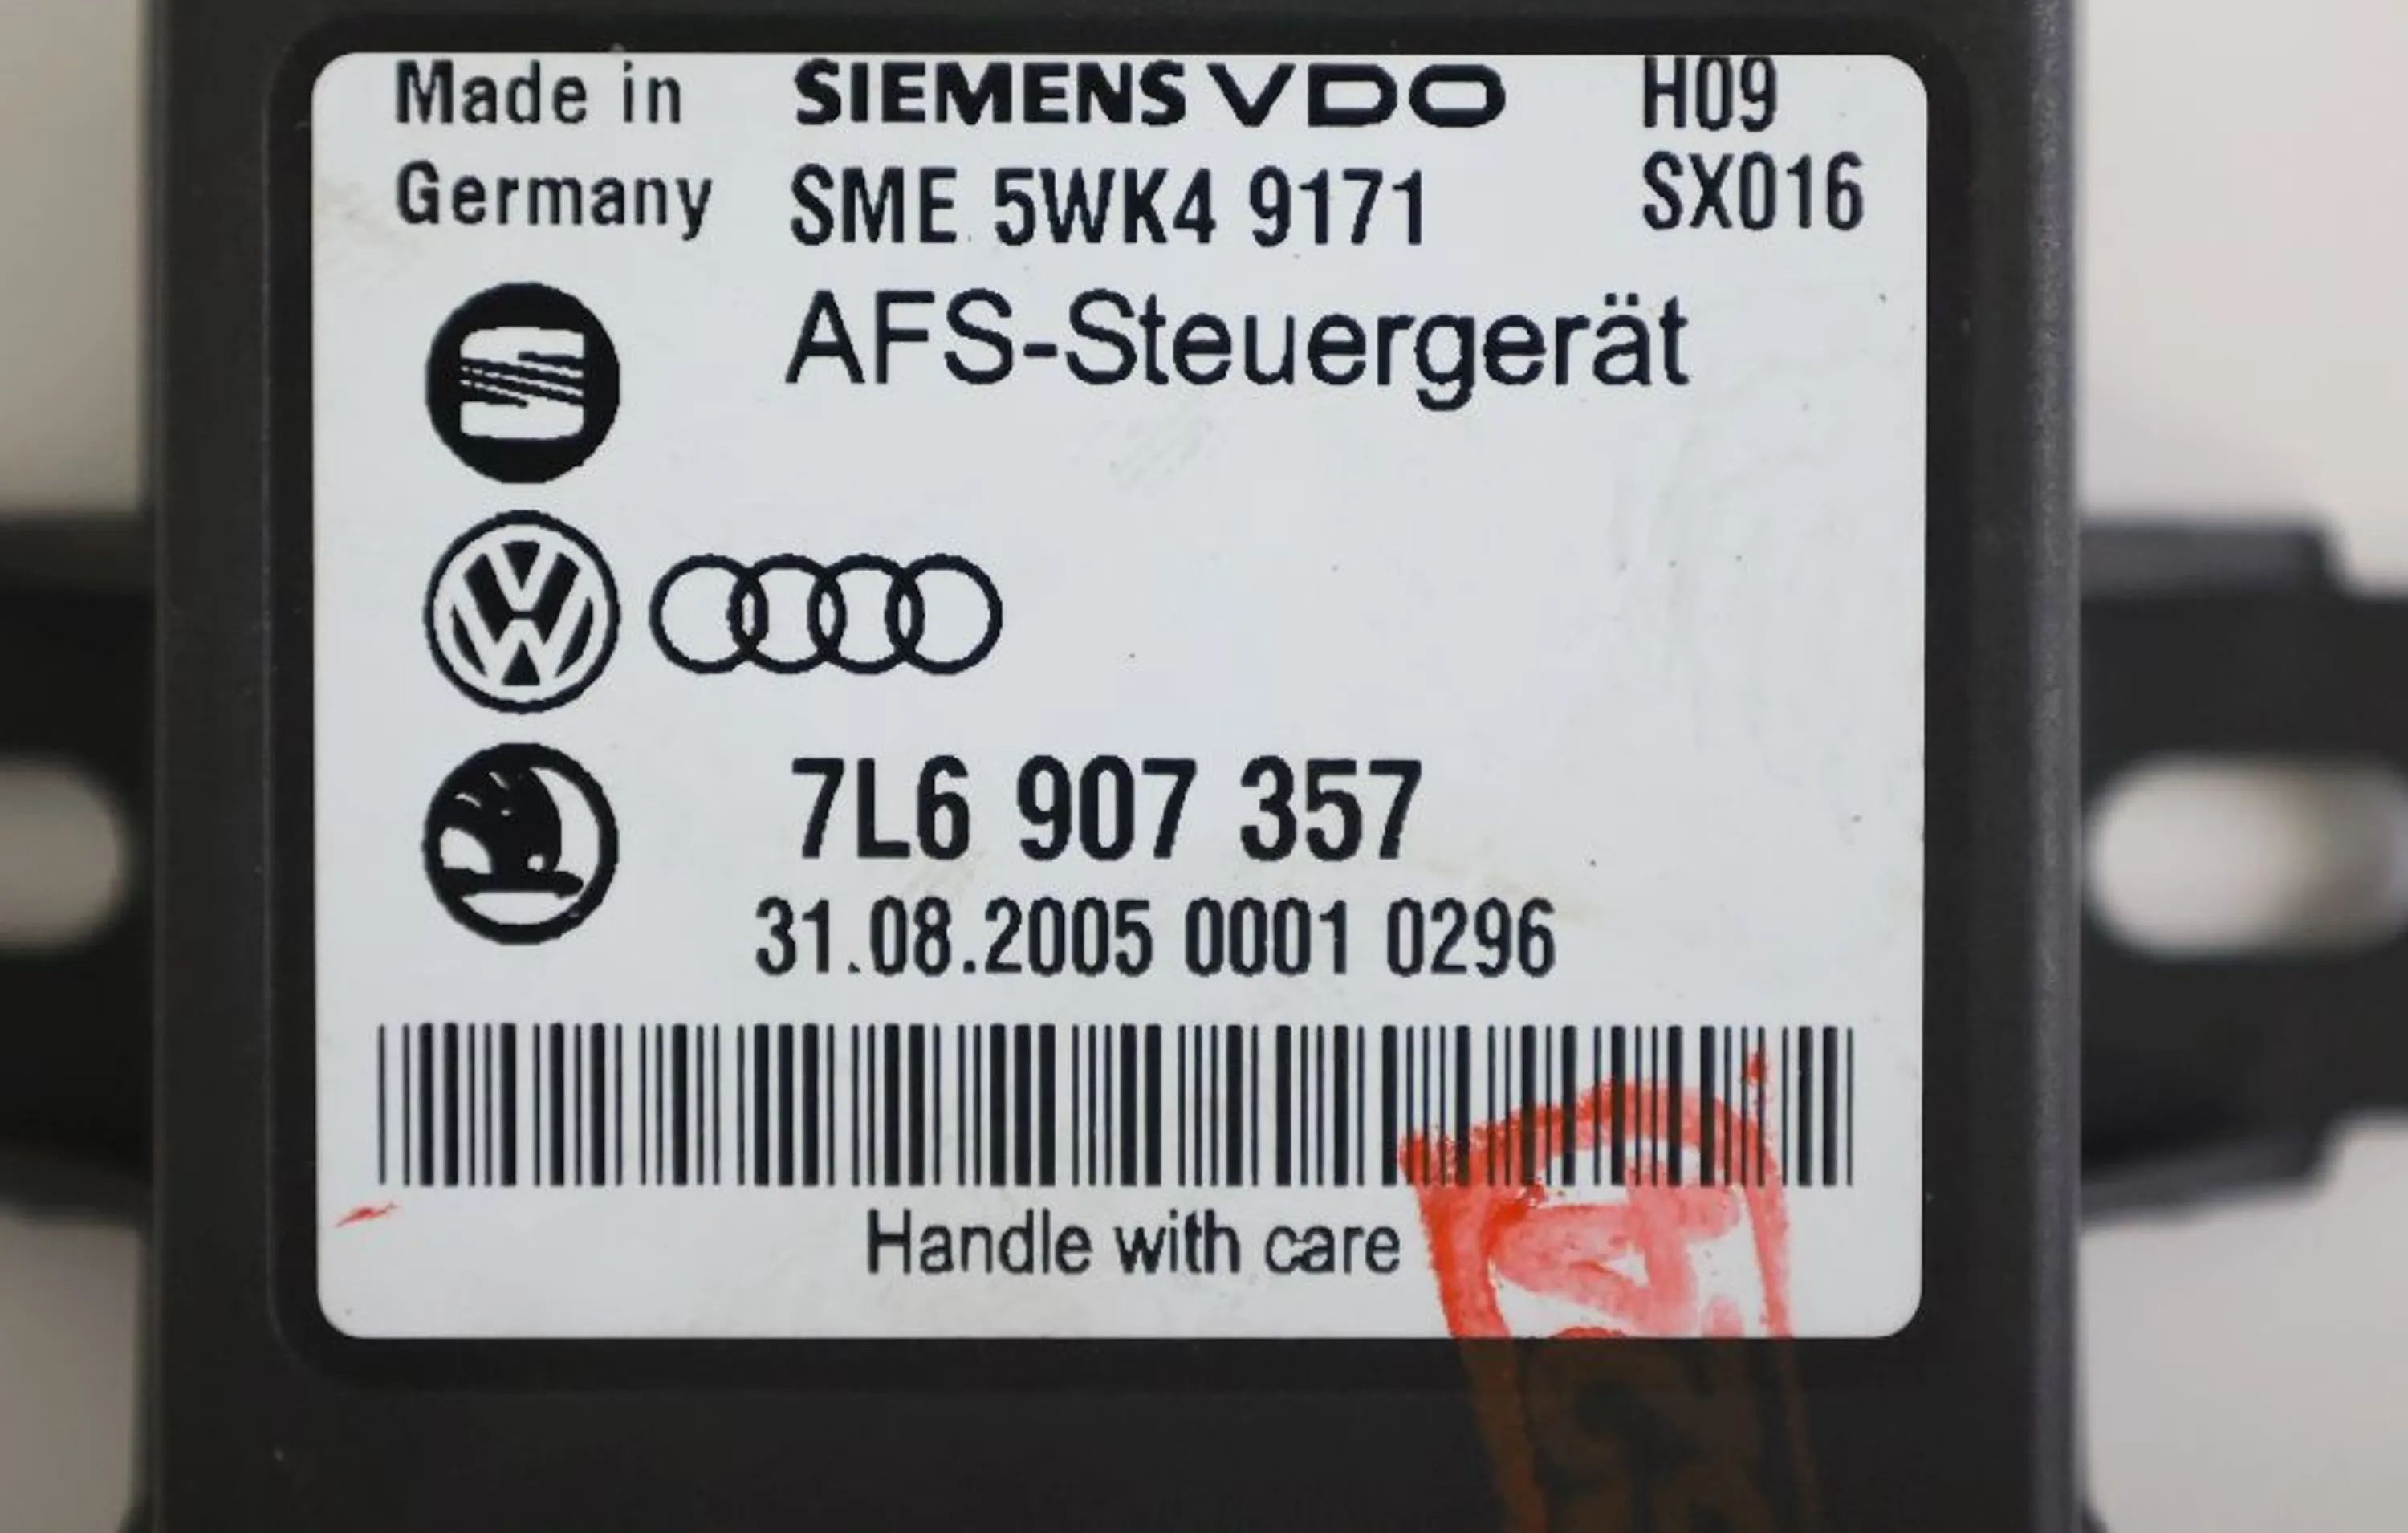 Made in SIEMENS VDO H09
Germany SME 5WK4 9171 SX016
AFS-Steuergerät
7L6 907 357
31.08.2005 0001 0296
Handle with care